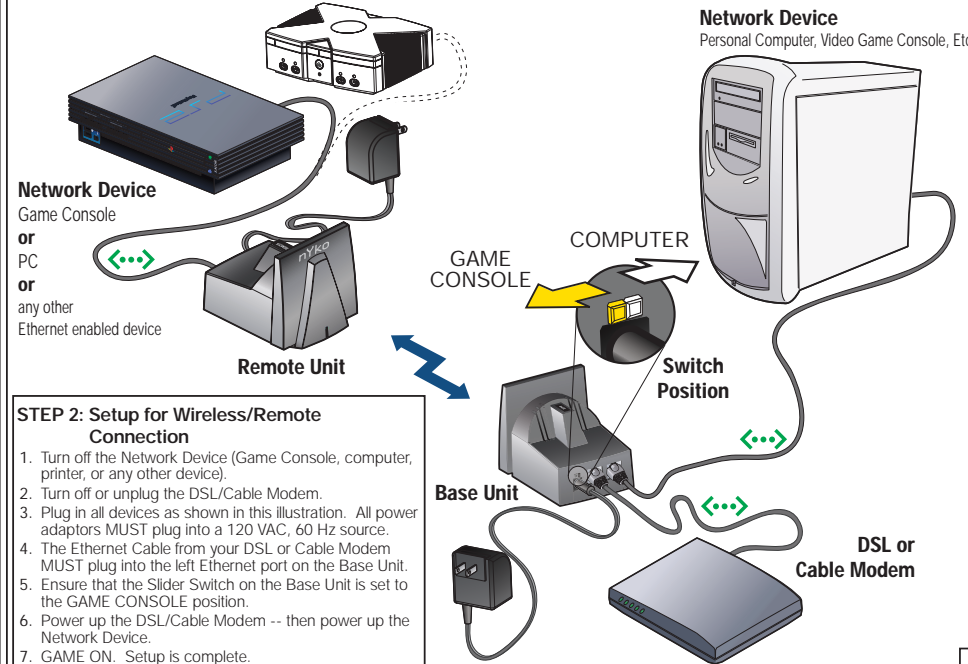 Network Device
Personal Computer, Video Game Console, Etc
Network Device
Game Console
or
PC
or
any other
Ethernet enabled device
nyko
Remote Unit
GAME
CONSOLE
COMPUTER
Switch
Position
Base Unit
DSL or
Cable Modem
STEP 2: Setup for Wireless/Remote
Connection
1. Turn off the Network Device (Game Console, computer,
printer, or any other device).
2. Turn off or unplug the DSL/Cable Modem.
3. Plug in all devices as shown in this illustration. All power
adaptors MUST plug into a 120 VAC, 60 Hz source.
4. The Ethernet Cable from your DSL or Cable Modem
MUST plug into the left Ethernet port on the Base Unit.
5. Ensure that the Slider Switch on the Base Unit is set to
the GAME CONSOLE position.
6. Power up the DSL/Cable Modem -- then power up the
Network Device.
7. GAME ON. Setup is complete.